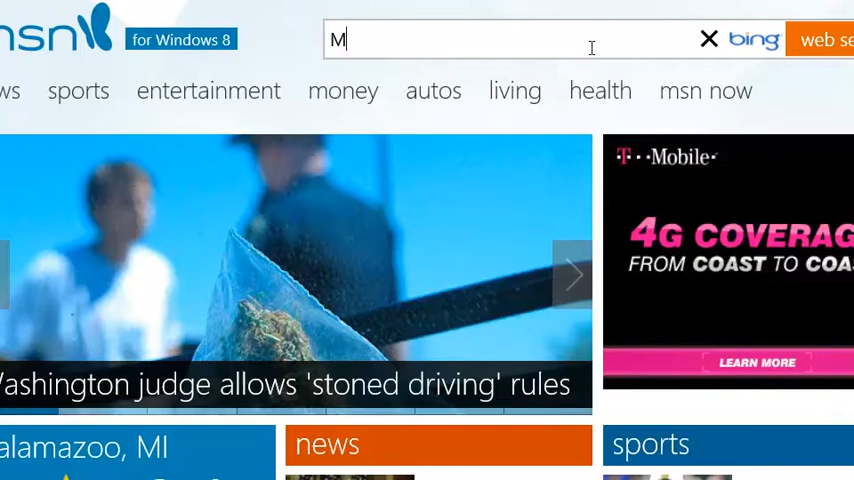 msn
for Windows 8
M
bing
web se
ws sports entertainment money autos living health msn now
T··Mobile·
4G COVERAG
FROM COAST TO COA
LEARN MORE
Washington judge allows 'stoned driving' rules
alamazoo, MI
news
sports